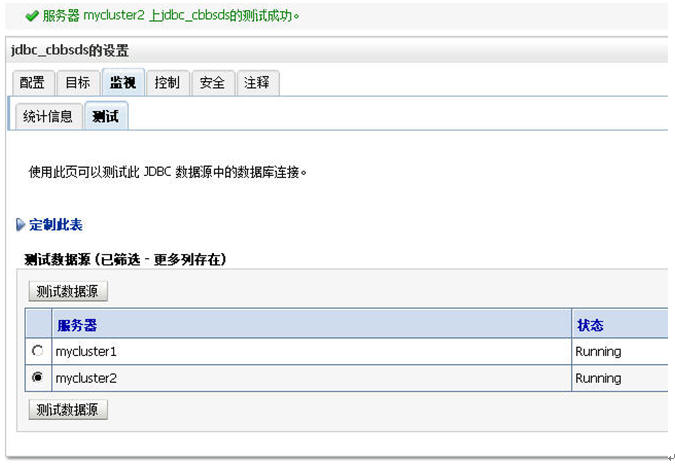 服务器 mycluster2 上jdbc_cbbsds的测试成功。
jdbc_cbbsds的设置
配置 目标 监视 控制 安全 注释
统计信息 测试
使用此页可以测试此 JDBC 数据源中的数据库连接。
定制此表
测试数据源 (已筛选 - 更多列存在)
测试数据源
服务器 状态
mycluster1 Running
mycluster2 Running
测试数据源